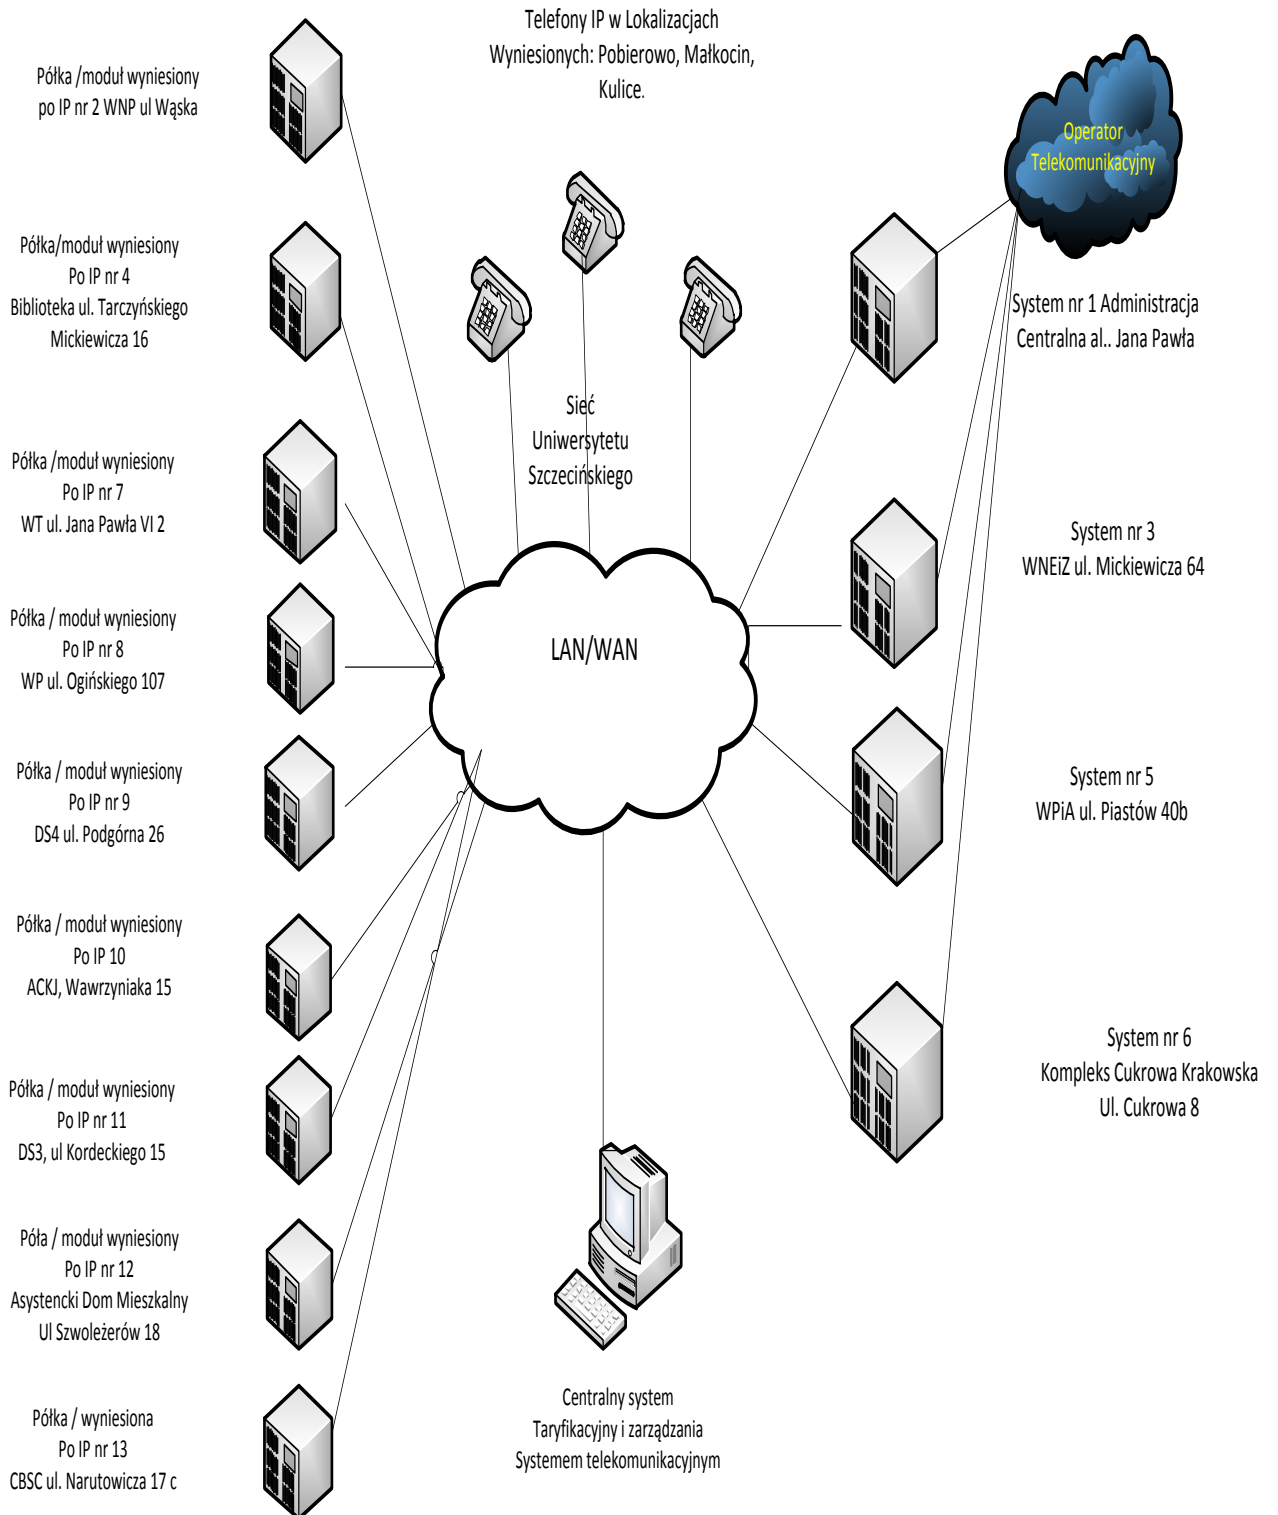 Telefony IP w Lokalizacjach
Wyniesionych: Pobierowo, Małkocin,
Kulice.
Półka /moduł wyniesiony
po IP nr 2 WNP ul Wąska
Półka/moduł wyniesiony
Po IP nr 4
Biblioteka ul. Tarczyńskiego
Mickiewicza 16
Półka /moduł wyniesiony
Po IP nr 7
WT ul. Jana Pawła VI 2
Półka / moduł wyniesiony
Po IP nr 8
WP ul. Ogińskiego 107
Półka / moduł wyniesiony
Po IP nr 9
DS4 ul. Podgórna 26
Półka / moduł wyniesiony
Po IP 10
ACKJ, Wawrzyniaka 15
Półka / moduł wyniesiony
Po IP nr 11
DS3, ul Kordeckiego 15
Póła / moduł wyniesiony
Po IP nr 12
Asystencki Dom Mieszkalny
Ul Szwoleżerów 18
Półka / wyniesiona
Po IP nr 13
CBSC ul. Narutowicza 17 c
Sieć
Uniwersytetu
Szczecińskiego
LAN/WAN
Centralny system
Taryfikacyjny i zarządzania
Systemem telekomunikacyjnym
Operator
Telekomunikacyjny
System nr 1 Administracja
Centralna al.. Jana Pawła
System nr 3
WNEiZ ul. Mickiewicza 64
System nr 5
WPiA ul. Piastów 40b
System nr 6
Kompleks Cukrowa Krakowska
Ul. Cukrowa 8